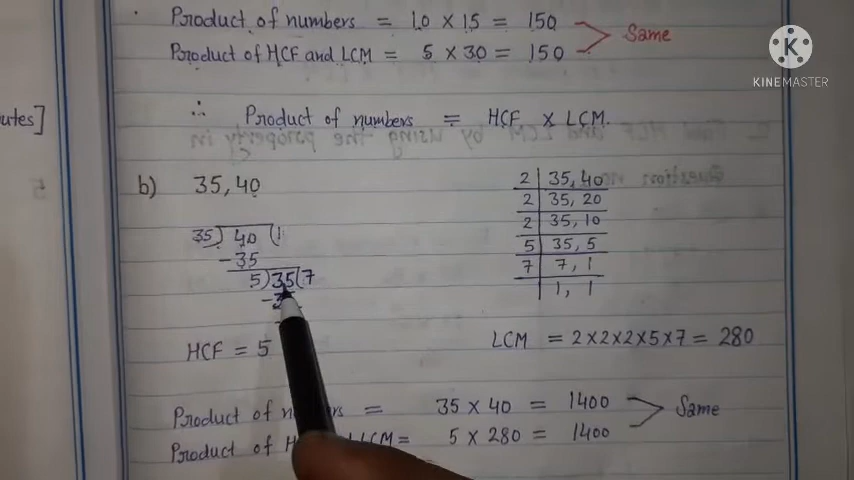 Product of numbers = 10 × 15 = 150
Same
Product of HCF and LCM = 5 × 30 = 150
K
KINEMASTER
utes]
∴ Product of numbers = HCF × LCM.
b) 35, 40
35) 40 (1
-35
5) 35 (7
HCF = 5
2 | 35, 40
2 | 35, 20
2 | 35, 10
5 | 35, 5
7 | 7, 1
1, 1
LCM = 2×2×2×5×7 = 280
Product of = 35 × 40 = 1400
Same
Product of LCM = 5 × 280 = 1400